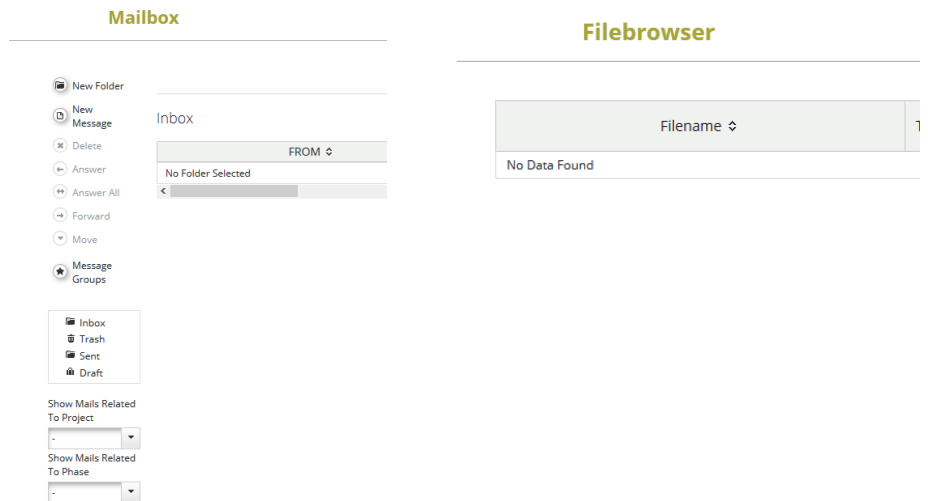 Mailbox
New Folder
New
Message
Delete
Answer
Answer All
Forward
Move
Message
Groups
Inbox
FROM
No Folder Selected
Inbox
Trash
Sent
Draft
Show Mails Related
To Project
-
Show Mails Related
To Phase
-
Filebrowser
Filename
No Data Found